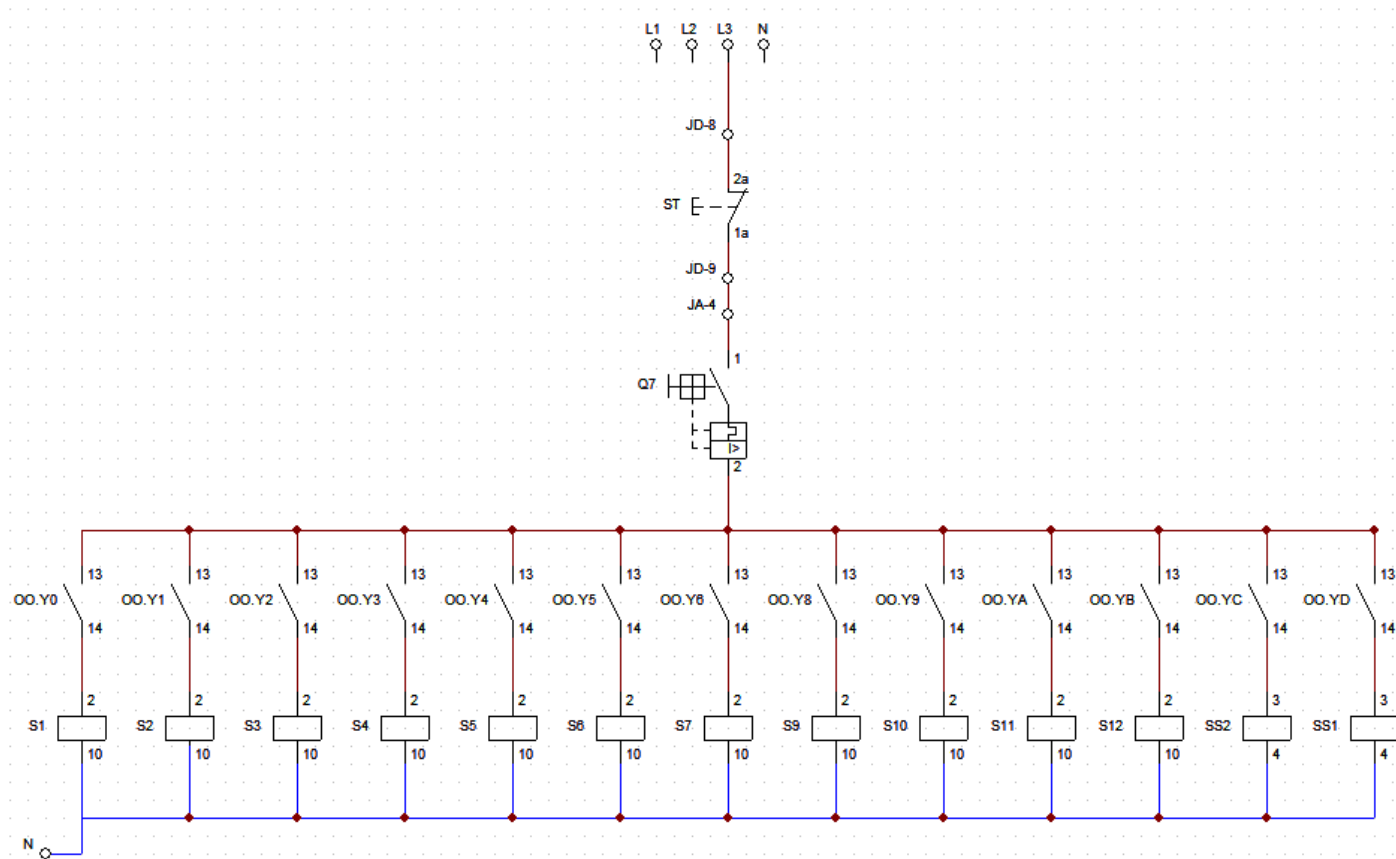 L1 L2 L3 N
JD-8
2a
ST
1a
JD-9
JA-4
1
Q7
I>
2
13 13 13 13 13 13 13 13 13 13 13 13 13
OO.Y0 OO.Y1 OO.Y2 OO.Y3 OO.Y4 OO.Y5 OO.Y6 OO.Y8 OO.Y9 OO.YA OO.YB OO.YC OO.YD
14 14 14 14 14 14 14 14 14 14 14 14 14
2 2 2 2 2 2 2 2 2 2 2 3 3
S1 S2 S3 S4 S5 S6 S7 S9 S10 S11 S12 SS2 SS1
10 10 10 10 10 10 10 10 10 10 10 4 4
N